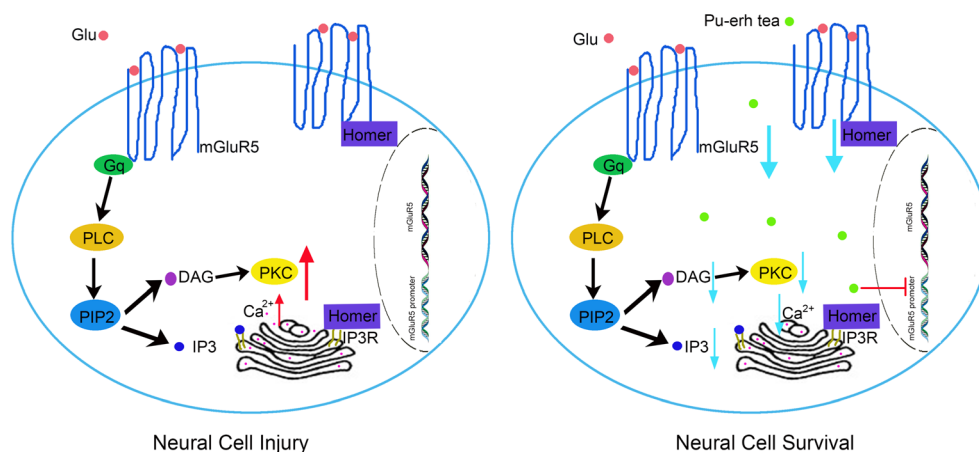 Glu
Homer
mGluR5
Gq
PLC
DAG
PKC
PIP2
Ca2+
IP3
Homer
IP3R
mGluR5
mGluR5 promoter
Neural Cell Injury
Pu-erh tea
Glu
Homer
mGluR5
Gq
PLC
DAG
PKC
PIP2
Ca2+
IP3
Homer
IP3R
mGluR5
mGluR5 promoter
Neural Cell Survival